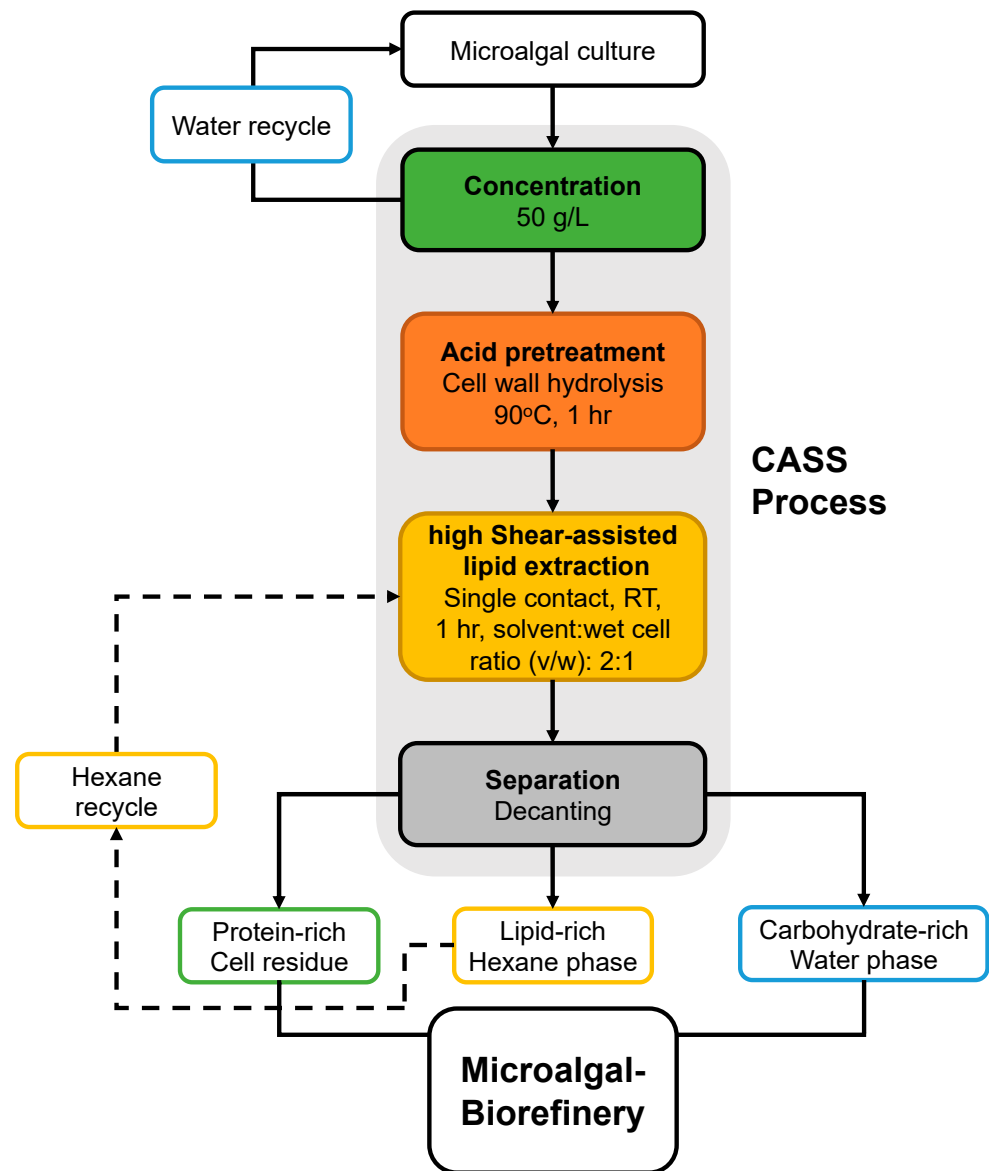 Microalgal culture
Water recycle
Concentration
50 g/L
Acid pretreatment
Cell wall hydrolysis
90ºC, 1 hr
CASS
Process
high Shear-assisted
lipid extraction
Single contact, RT,
1 hr, solvent:wet cell
ratio (v/w): 2:1
Hexane
recycle
Separation
Decanting
Protein-rich
Cell residue
Lipid-rich
Hexane phase
Carbohydrate-rich
Water phase
Microalgal-
Biorefinery